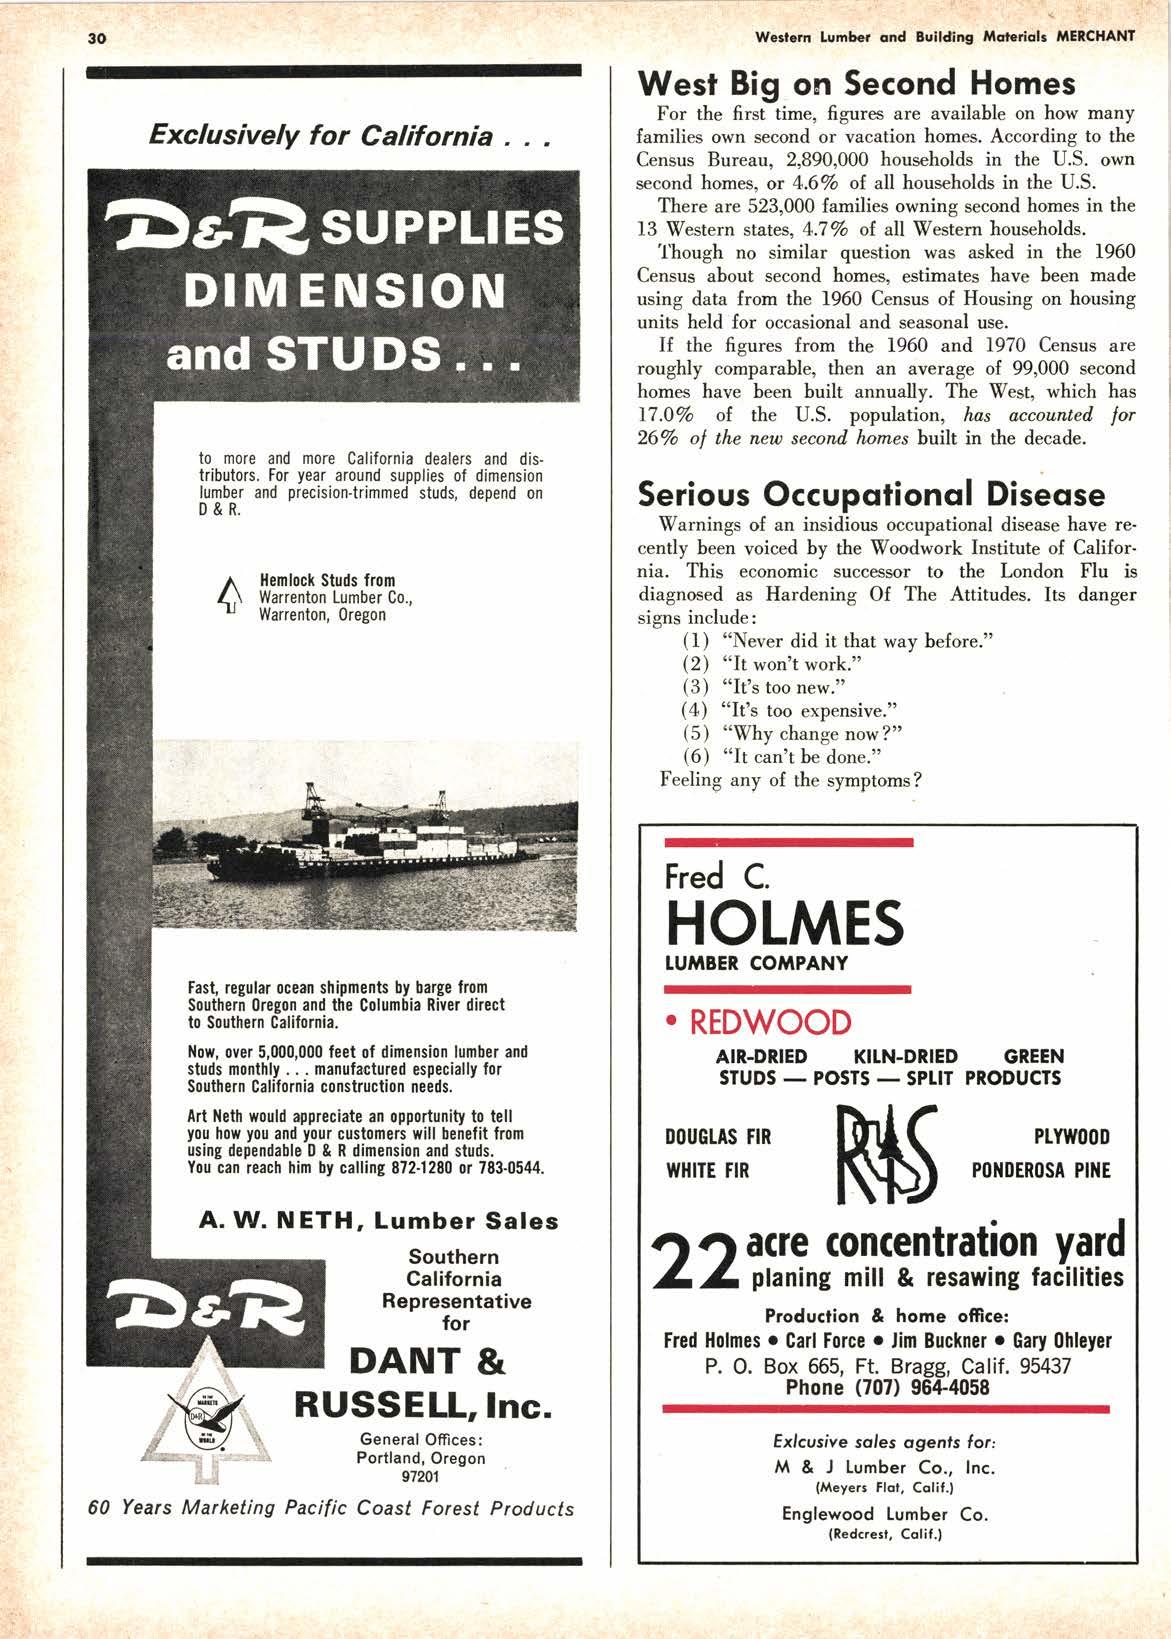 30
Western Lumber and Building Materials MERCHANT
Exclusively for California . . .
D&R SUPPLIES
DIMENSION
and STUDS . . .
to more and more California dealers and dis-
tributors. For year around supplies of dimension
lumber and precision-trimmed studs, depend on
D & R.
Hemlock Studs from
Warrenton Lumber Co.,
Warrenton, Oregon
Fast, regular ocean shipments by barge from
Southern Oregon and the Columbia River direct
to Southern California.
Now, over 5,000,000 feet of dimension lumber and
studs monthly . . . manufactured especially for
Southern California construction needs.
Art Neth would appreciate an opportunity to tell
you how you and your customers will benefit from
using dependable D & R dimension and studs.
You can reach him by calling 872-1280 or 783-0544.
A. W. NETH, Lumber Sales
Southern
California
Representative
for
D&R
DANT &
RUSSELL, Inc.
TO THE
MARKETS
D&R
OF THE
WORLD
General Offices:
Portland, Oregon
97201
60 Years Marketing Pacific Coast Forest Products
West Big on Second Homes
For the first time, figures are available on how many
families own second or vacation homes. According to the
Census Bureau, 2,890,000 households in the U.S. own
second homes, or 4.6% of all households in the U.S.
There are 523,000 families owning second homes in the
13 Western states, 4.7% of all Western households.
Though no similar question was asked in the 1960
Census about second homes, estimates have been made
using data from the 1960 Census of Housing on housing
units held for occasional and seasonal use.
If the figures from the 1960 and 1970 Census are
roughly comparable, then an average of 99,000 second
homes have been built annually. The West, which has
17.0% of the U.S. population, has accounted for
26% of the new second homes built in the decade.
Serious Occupational Disease
Warnings of an insidious occupational disease have re-
cently been voiced by the Woodwork Institute of Califor-
nia. This economic successor to the London Flu is
diagnosed as Hardening Of The Attitudes. Its danger
signs include:
(1) “Never did it that way before.”
(2) “It won't work.”
(3) “It's too new.”
(4) “It's too expensive.”
(5) “Why change now?”
(6) “It can't be done.”
Feeling any of the symptoms?
Fred C.
HOLMES
LUMBER COMPANY
• REDWOOD
AIR-DRIED KILN-DRIED GREEN
STUDS — POSTS — SPLIT PRODUCTS
DOUGLAS FIR
WHITE FIR
RIS
PLYWOOD
PONDEROSA PINE
22 acre concentration yard
planing mill & resawing facilities
Production & home office:
Fred Holmes • Carl Force • Jim Buckner • Gary Ohleyer
P. O. Box 665, Ft. Bragg, Calif. 95437
Phone (707) 964-4058
Exlcusive sales agents for:
M & J Lumber Co., Inc.
(Meyers Flat, Calif.)
Englewood Lumber Co.
(Redcrest, Calif.)